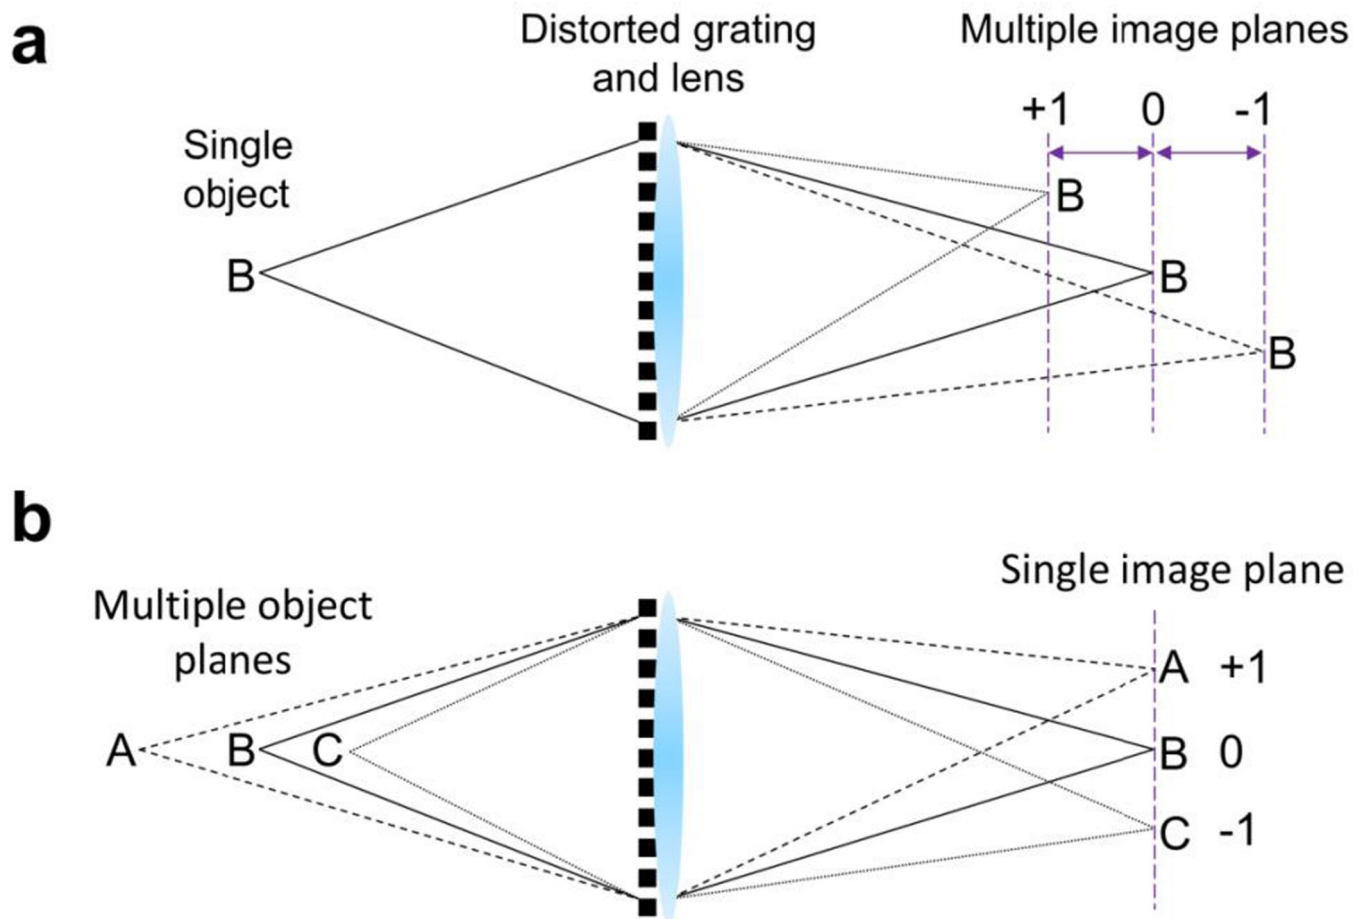 a
Distorted grating
and lens
Multiple image planes
+1 0 -1
Single
object
B
B
B
B
b
Single image plane
Multiple object
planes
A +1
A B C
B 0
C -1